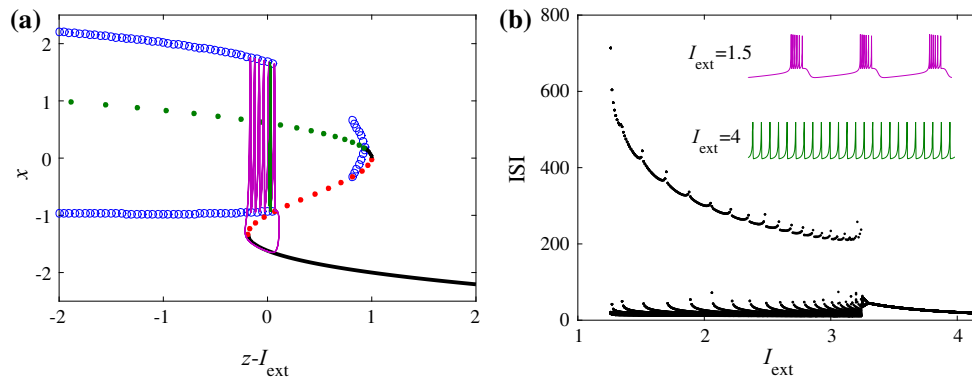 (a)
2
1
0
-1
-2
x
-2 -1 0 1 2
z-I_ext
(b)
800
600
400
200
0
ISI
I_ext=1.5
I_ext=4
1 2 3 4
I_ext